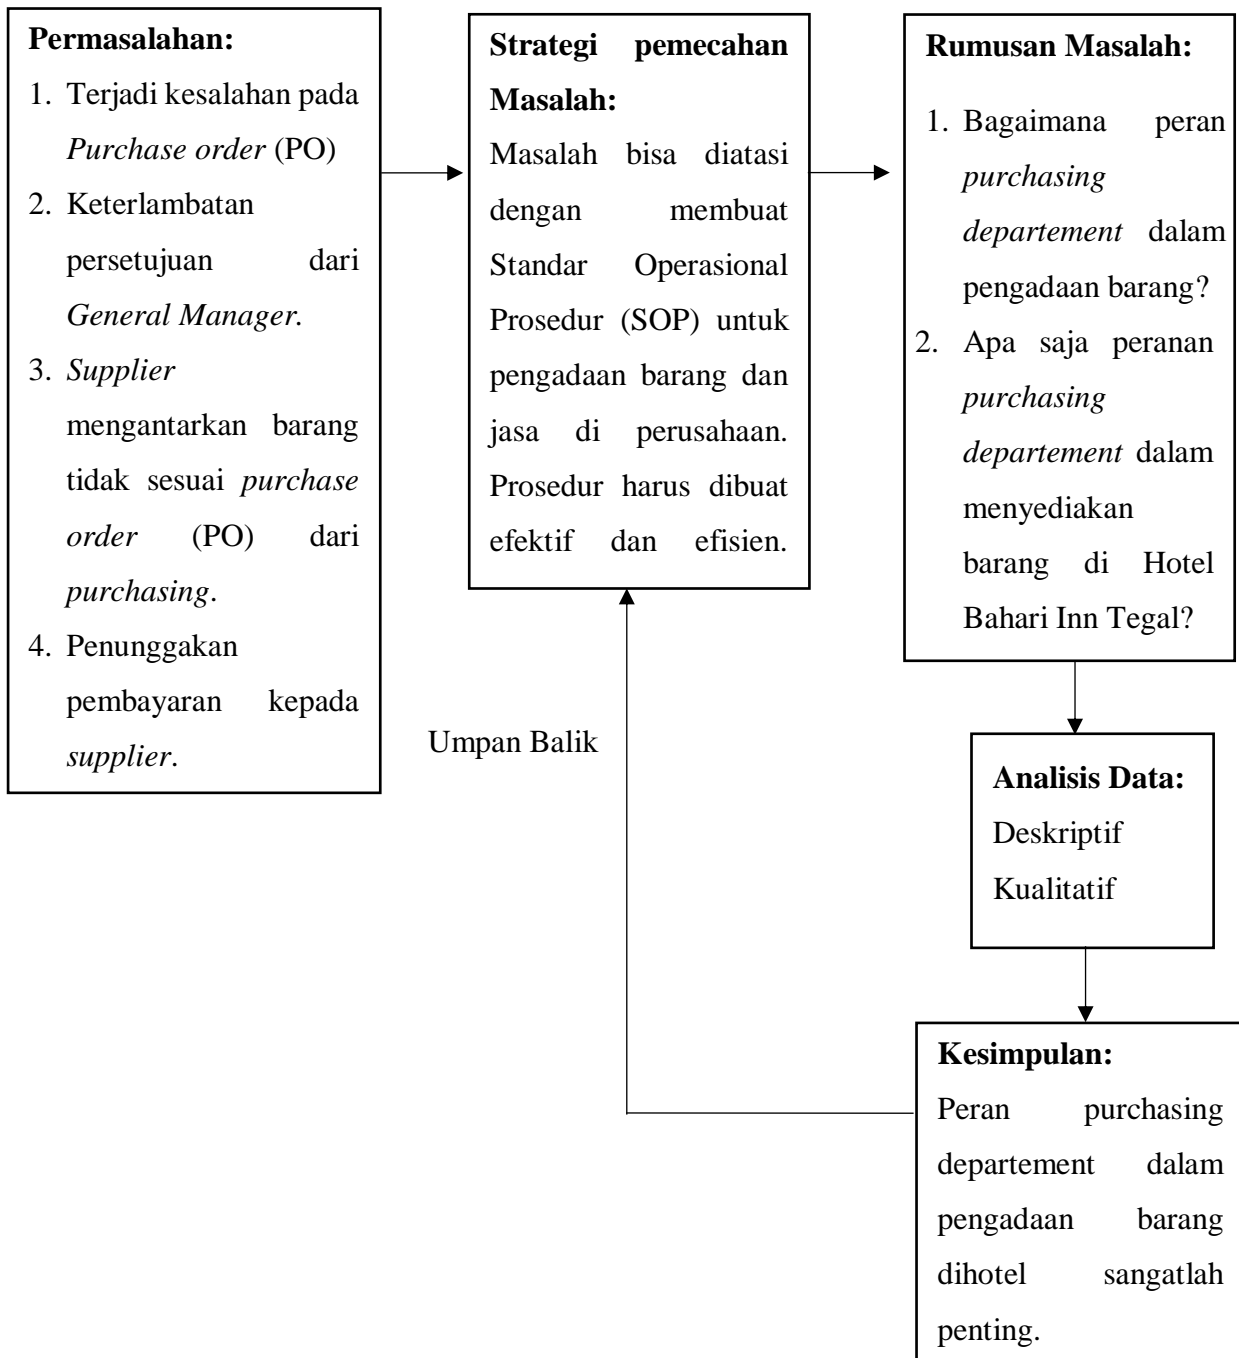 Permasalahan:
1. Terjadi kesalahan pada
Purchase order (PO)
2. Keterlambatan
persetujuan dari
General Manager.
3. Supplier
mengantarkan barang
tidak sesuai purchase
order (PO) dari
purchasing.
4. Penunggakan
pembayaran kepada
supplier.
Strategi pemecahan
Masalah:
Masalah bisa diatasi
dengan membuat
Standar Operasional
Prosedur (SOP) untuk
pengadaan barang dan
jasa di perusahaan.
Prosedur harus dibuat
efektif dan efisien.
Rumusan Masalah:
1. Bagaimana peran
purchasing
departement dalam
pengadaan barang?
2. Apa saja peranan
purchasing
departement dalam
menyediakan
barang di Hotel
Bahari Inn Tegal?
Umpan Balik
Analisis Data:
Deskriptif
Kualitatif
Kesimpulan:
Peran purchasing
departement dalam
pengadaan barang
dihotel sangatlah
penting.